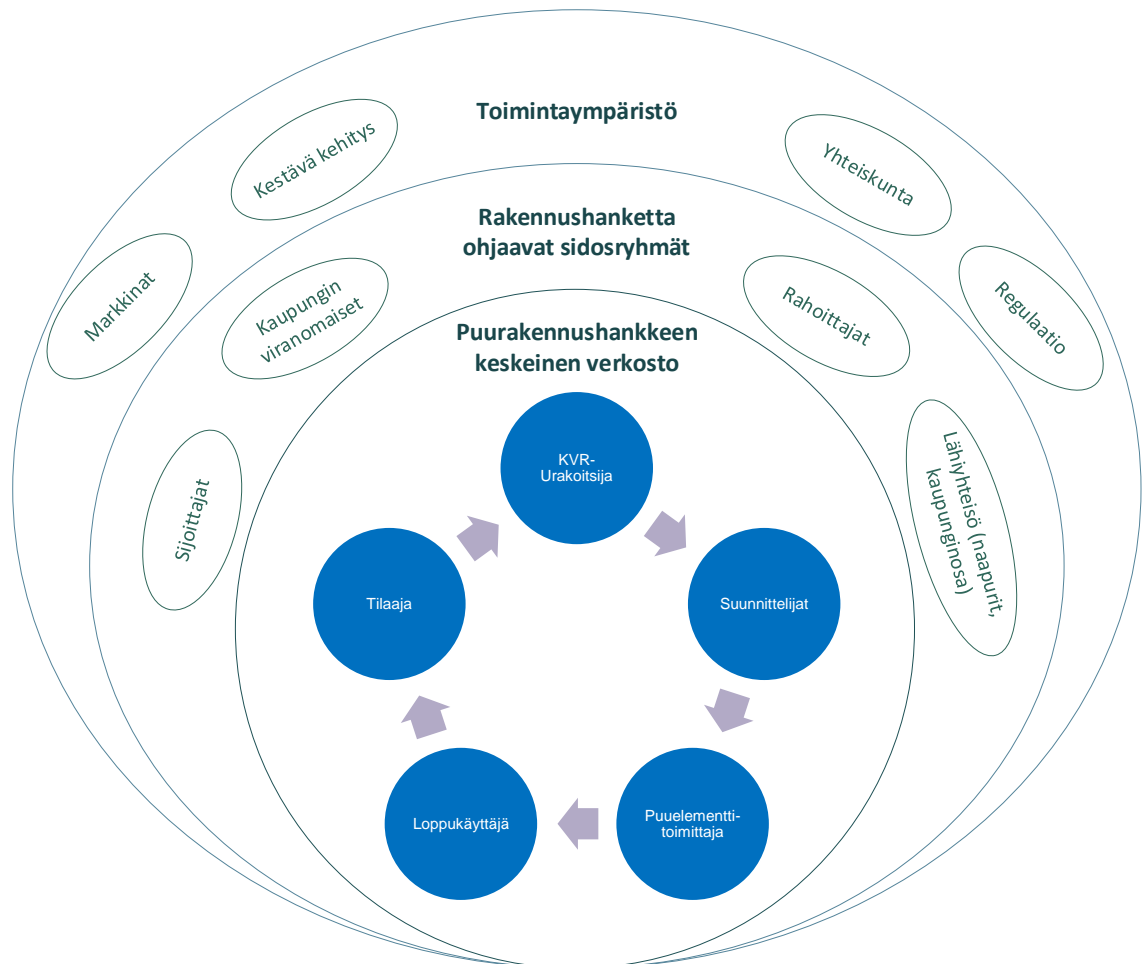 Toimintaympäristö
Kestävä kehitys
Yhteiskunta
Markkinat
Regulaatio
Rakennushanketta
ohjaavat sidosryhmät
Kaupungin
viranomaiset
Rahoittajat
Sijoittajat
Lähiyhteisö (naapurit,
kaupunginosa)
Puurakennushankkeen
keskeinen verkosto
KVR-
Urakoitsija
Tilaaja
Suunnittelijat
Loppukäyttäjä
Puuelementti-
toimittaja